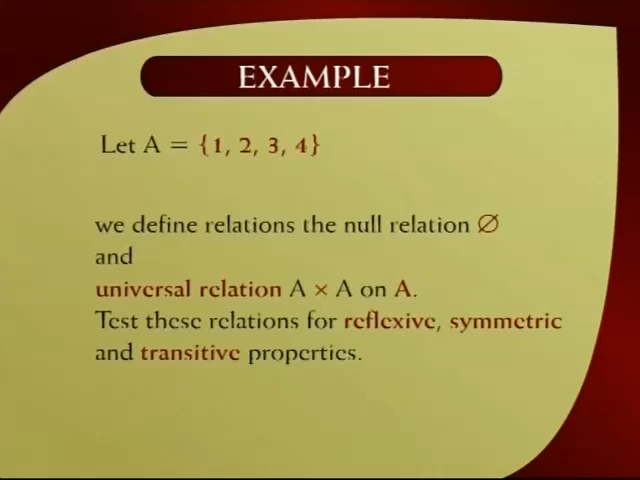 EXAMPLE
Let A = {1, 2, 3, 4}
we define relations the null relation ∅
and
universal relation A × A on A.
Test these relations for reflexive, symmetric
and transitive properties.